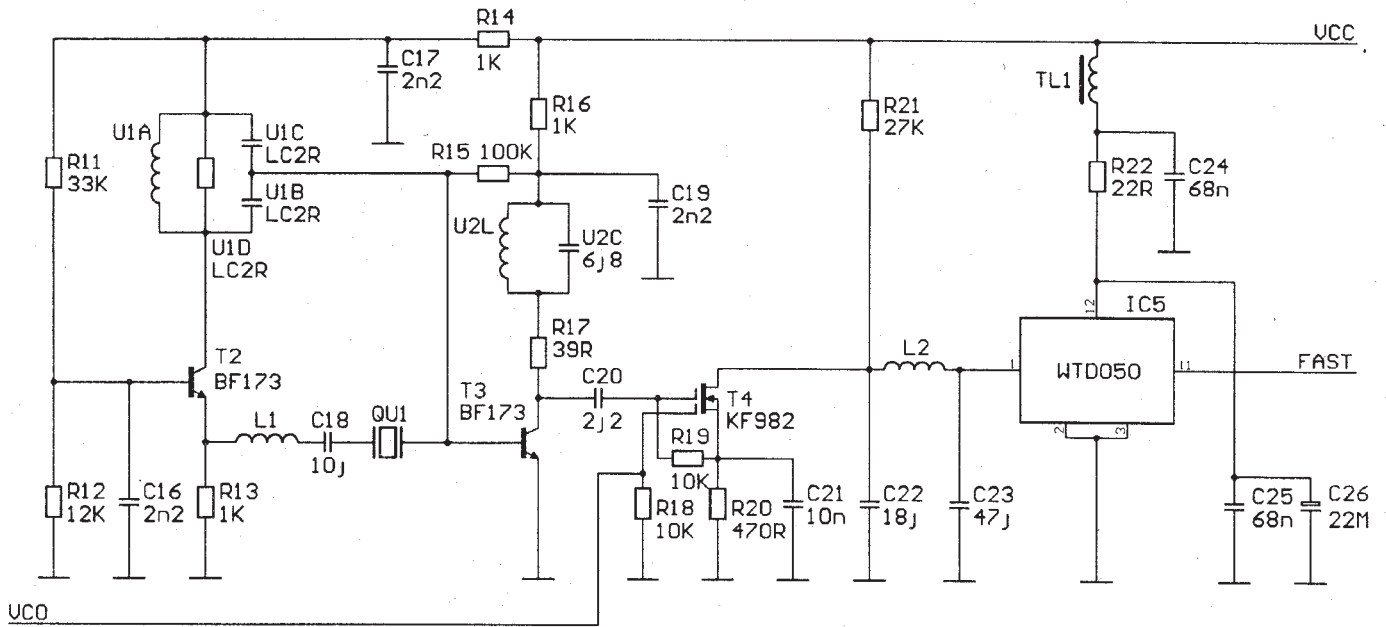 R14
1K
VCC
C17
2n2
TL1
R16
1K
R21
27K
U1A
U1C
LC2R
R11
33K
R15 100K
R22
22R
C24
68n
U1B
LC2R
C19
2n2
U2L
U2C
6j8
U1D
LC2R
12
IC5
R17
39R
T2
BF173
L2
1
WTD050
11
FAST
C20
2j2
T3
BF173
T4
KF982
L1
C18
10j
QU1
R19
10K
2
3
R12
12K
C16
2n2
R13
1K
R18
10K
R20
470R
C21
10n
C22
18j
C23
47j
C25
68n
C26
22M
VCO